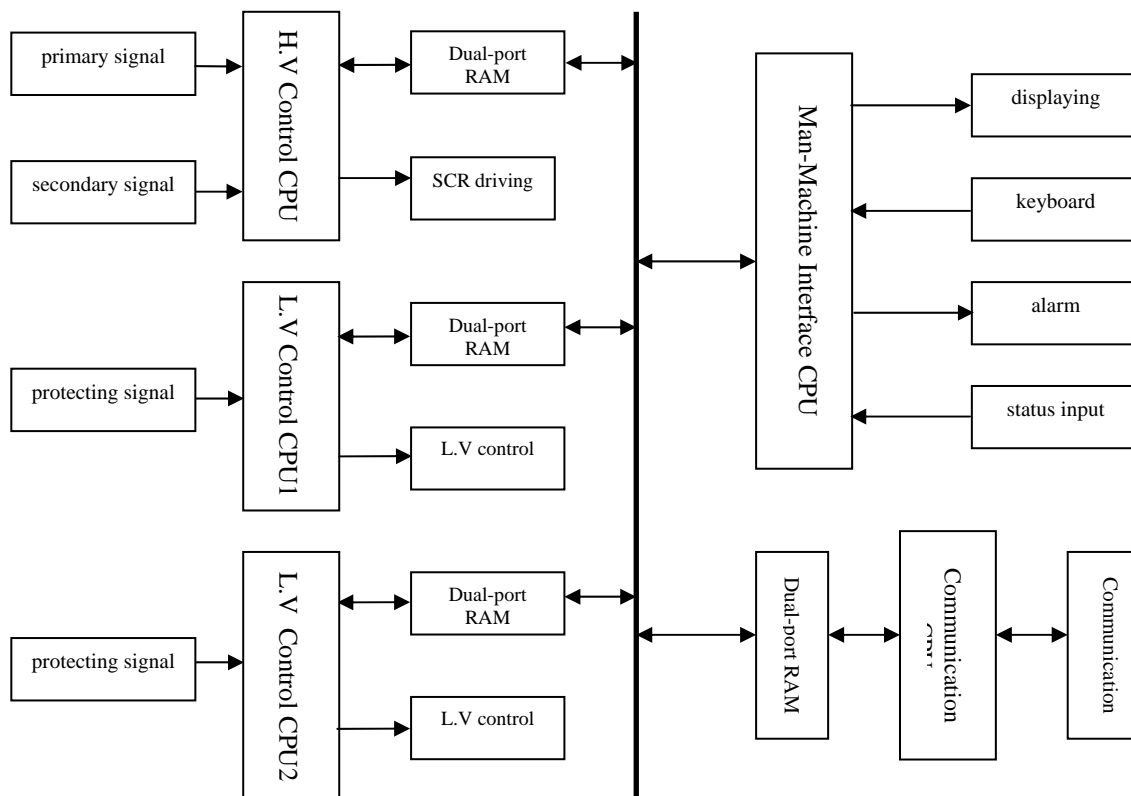 primary signal
secondary signal
H.V Control CPU
Dual-port
RAM
SCR driving
protecting signal
L.V Control CPU1
Dual-port
RAM
L.V control
protecting signal
L.V Control CPU2
Dual-port
RAM
L.V control
Man-Machine Interface CPU
displaying
keyboard
alarm
status input
Dual-port RAM
Communication
CPU
Communication